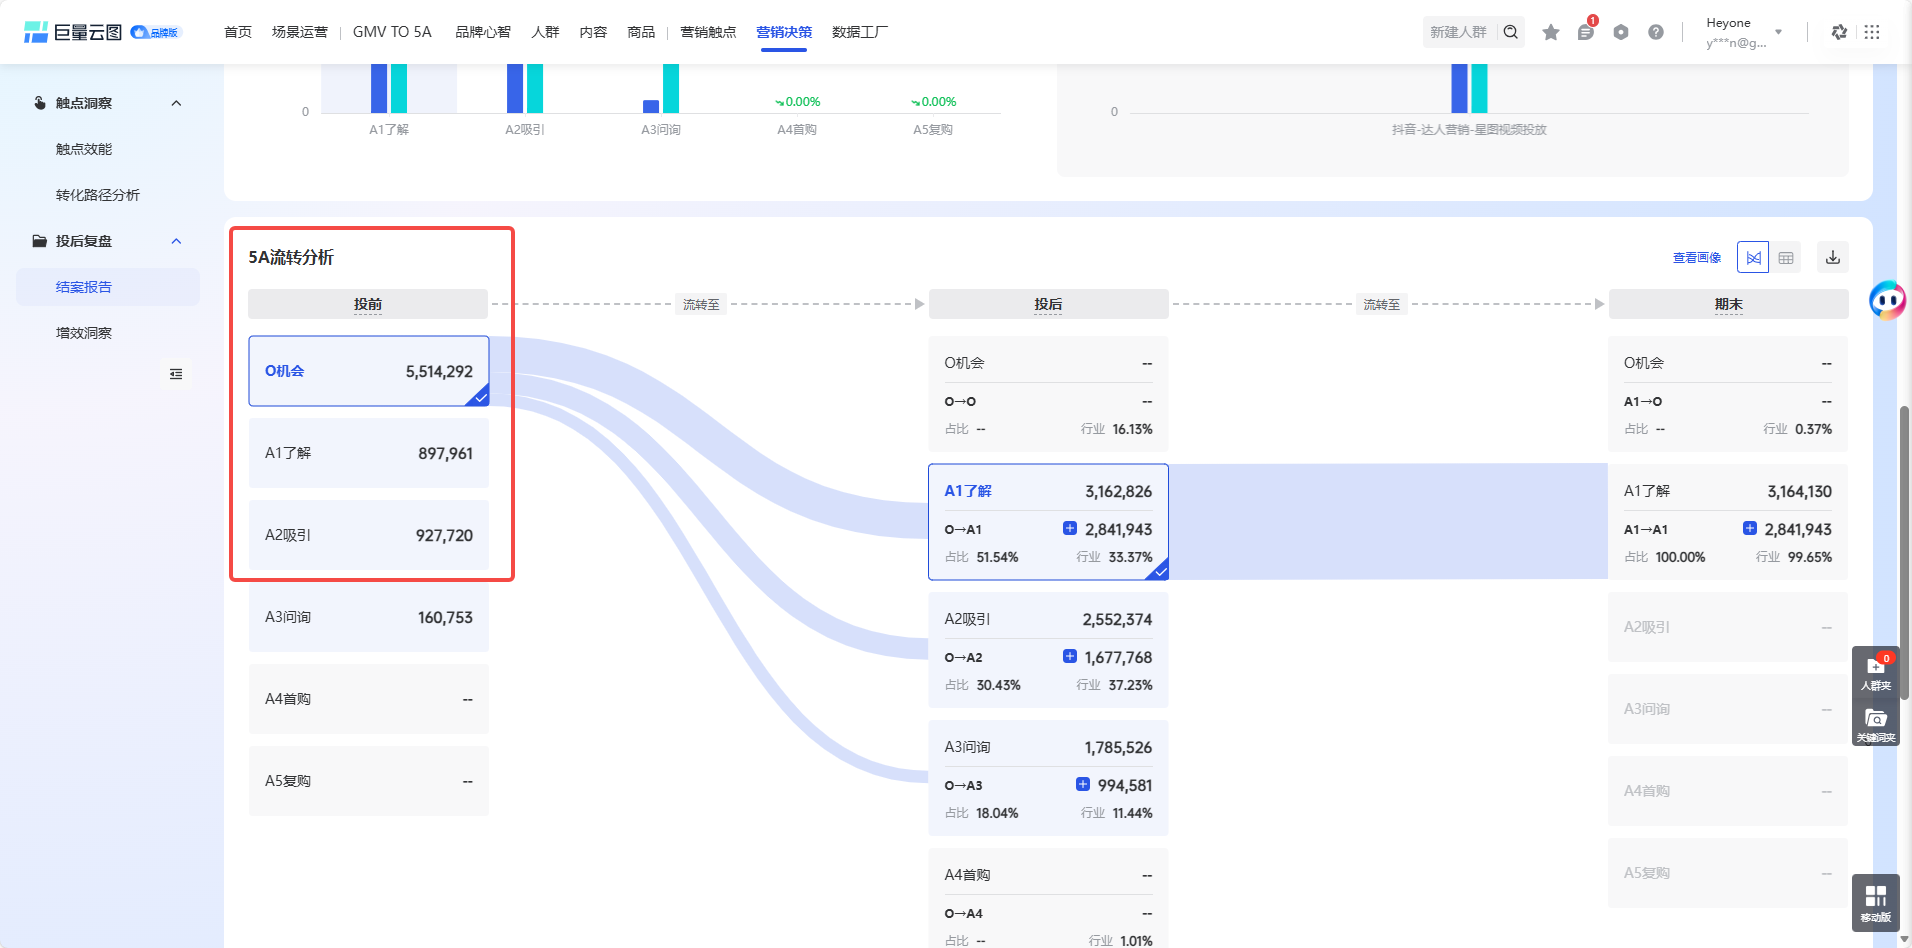 巨量云图 品牌版 首页 场景运营 GMV TO 5A 品牌心智 人群 内容 商品 营销触点 营销决策 数据工厂 新建人群 1 Heyone
y***n@g...
触点洞察
触点效能
转化路径分析
投后复盘
结案报告
增效洞察
0.00% 0.00%
0
A1了解 A2吸引 A3问询 A4首购 A5复购
0
抖音-达人营销-星图视频投放
5A流转分析
查看画像
投前 流转至 投后 流转至 期末
O机会 5,514,292
A1了解 897,961
A2吸引 927,720
A3问询 160,753
A4首购 --
A5复购 --
O机会 --
O→O --
占比 -- 行业 16.13%
A1了解 3,162,826
O→A1 2,841,943
占比 51.54% 行业 33.37%
A2吸引 2,552,374
O→A2 1,677,768
占比 30.43% 行业 37.23%
A3问询 1,785,526
O→A3 994,581
占比 18.04% 行业 11.44%
A4首购 --
O→A4 --
占比 -- 行业 1.01%
O机会 --
A1→O --
占比 -- 行业 0.37%
A1了解 3,164,130
A1→A1 2,841,943
占比 100.00% 行业 99.65%
A2吸引 --
A3问询 --
A4首购 --
A5复购 --
0
人群夹
关键词夹
移动版